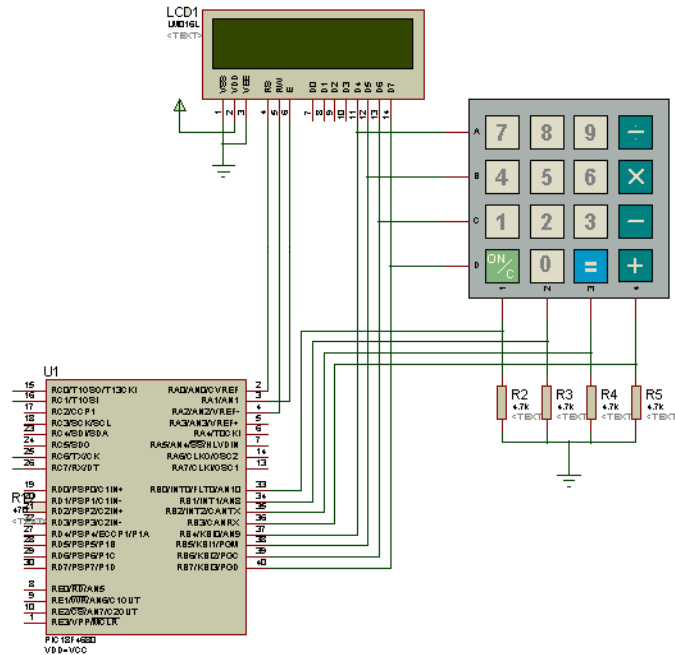 LCD1
LM016L
<TEXT>
VSS VDD VEE RS RW E D0 D1 D2 D3 D4 D5 D6 D7
1 2 3 4 5 6 7 8 9 10 11 12 13 14
A 7 8 9 ÷
B 4 5 6 ×
C 1 2 3 −
D ON/C 0 = +
1 2 3 4
R2 R3 R4 R5
4.7k 4.7k 4.7k 4.7k
<TEXT> <TEXT> <TEXT> <TEXT>
U1
15 RC0/T1OSO/T13CKI RA0/AN0/CVREF 2
16 RC1/T1OSI RA1/AN1 3
17 RC2/CCP1 RA2/AN2/VREF- 4
18 RC3/SCK/SCL RA3/AN3/VREF+ 5
23 RC4/SDI/SDA RA4/T0CKI 6
24 RC5/SDO RA5/AN4/SS/HLVDIN 7
25 RC6/TX/CK RA6/CLKO/OSC2 14
26 RC7/RX/DT RA7/CLKI/OSC1 13
19 RD0/PSP0/C1IN+ RB0/INT0/FLT0/AN10 33
20 RD1/PSP1/C1IN- RB1/INT1/AN8 34
21 RD2/PSP2/C2IN+ RB2/INT2/CANTX 35
22 RD3/PSP3/C2IN- RB3/CANRX 36
27 RD4/PSP4/ECCP1/P1A RB4/KBI0/AN9 37
28 RD5/PSP5/P1B RB5/KBI1/PGM 38
29 RD6/PSP6/P1C RB6/KBI2/PGC 39
30 RD7/PSP7/P1D RB7/KBI3/PGD 40
8 RE0/RD/AN5
9 RE1/WR/AN6/C1OUT
10 RE2/CS/AN7/C2OUT
1 RE3/VPP/MCLR
PIC18F4680
VDD=VCC